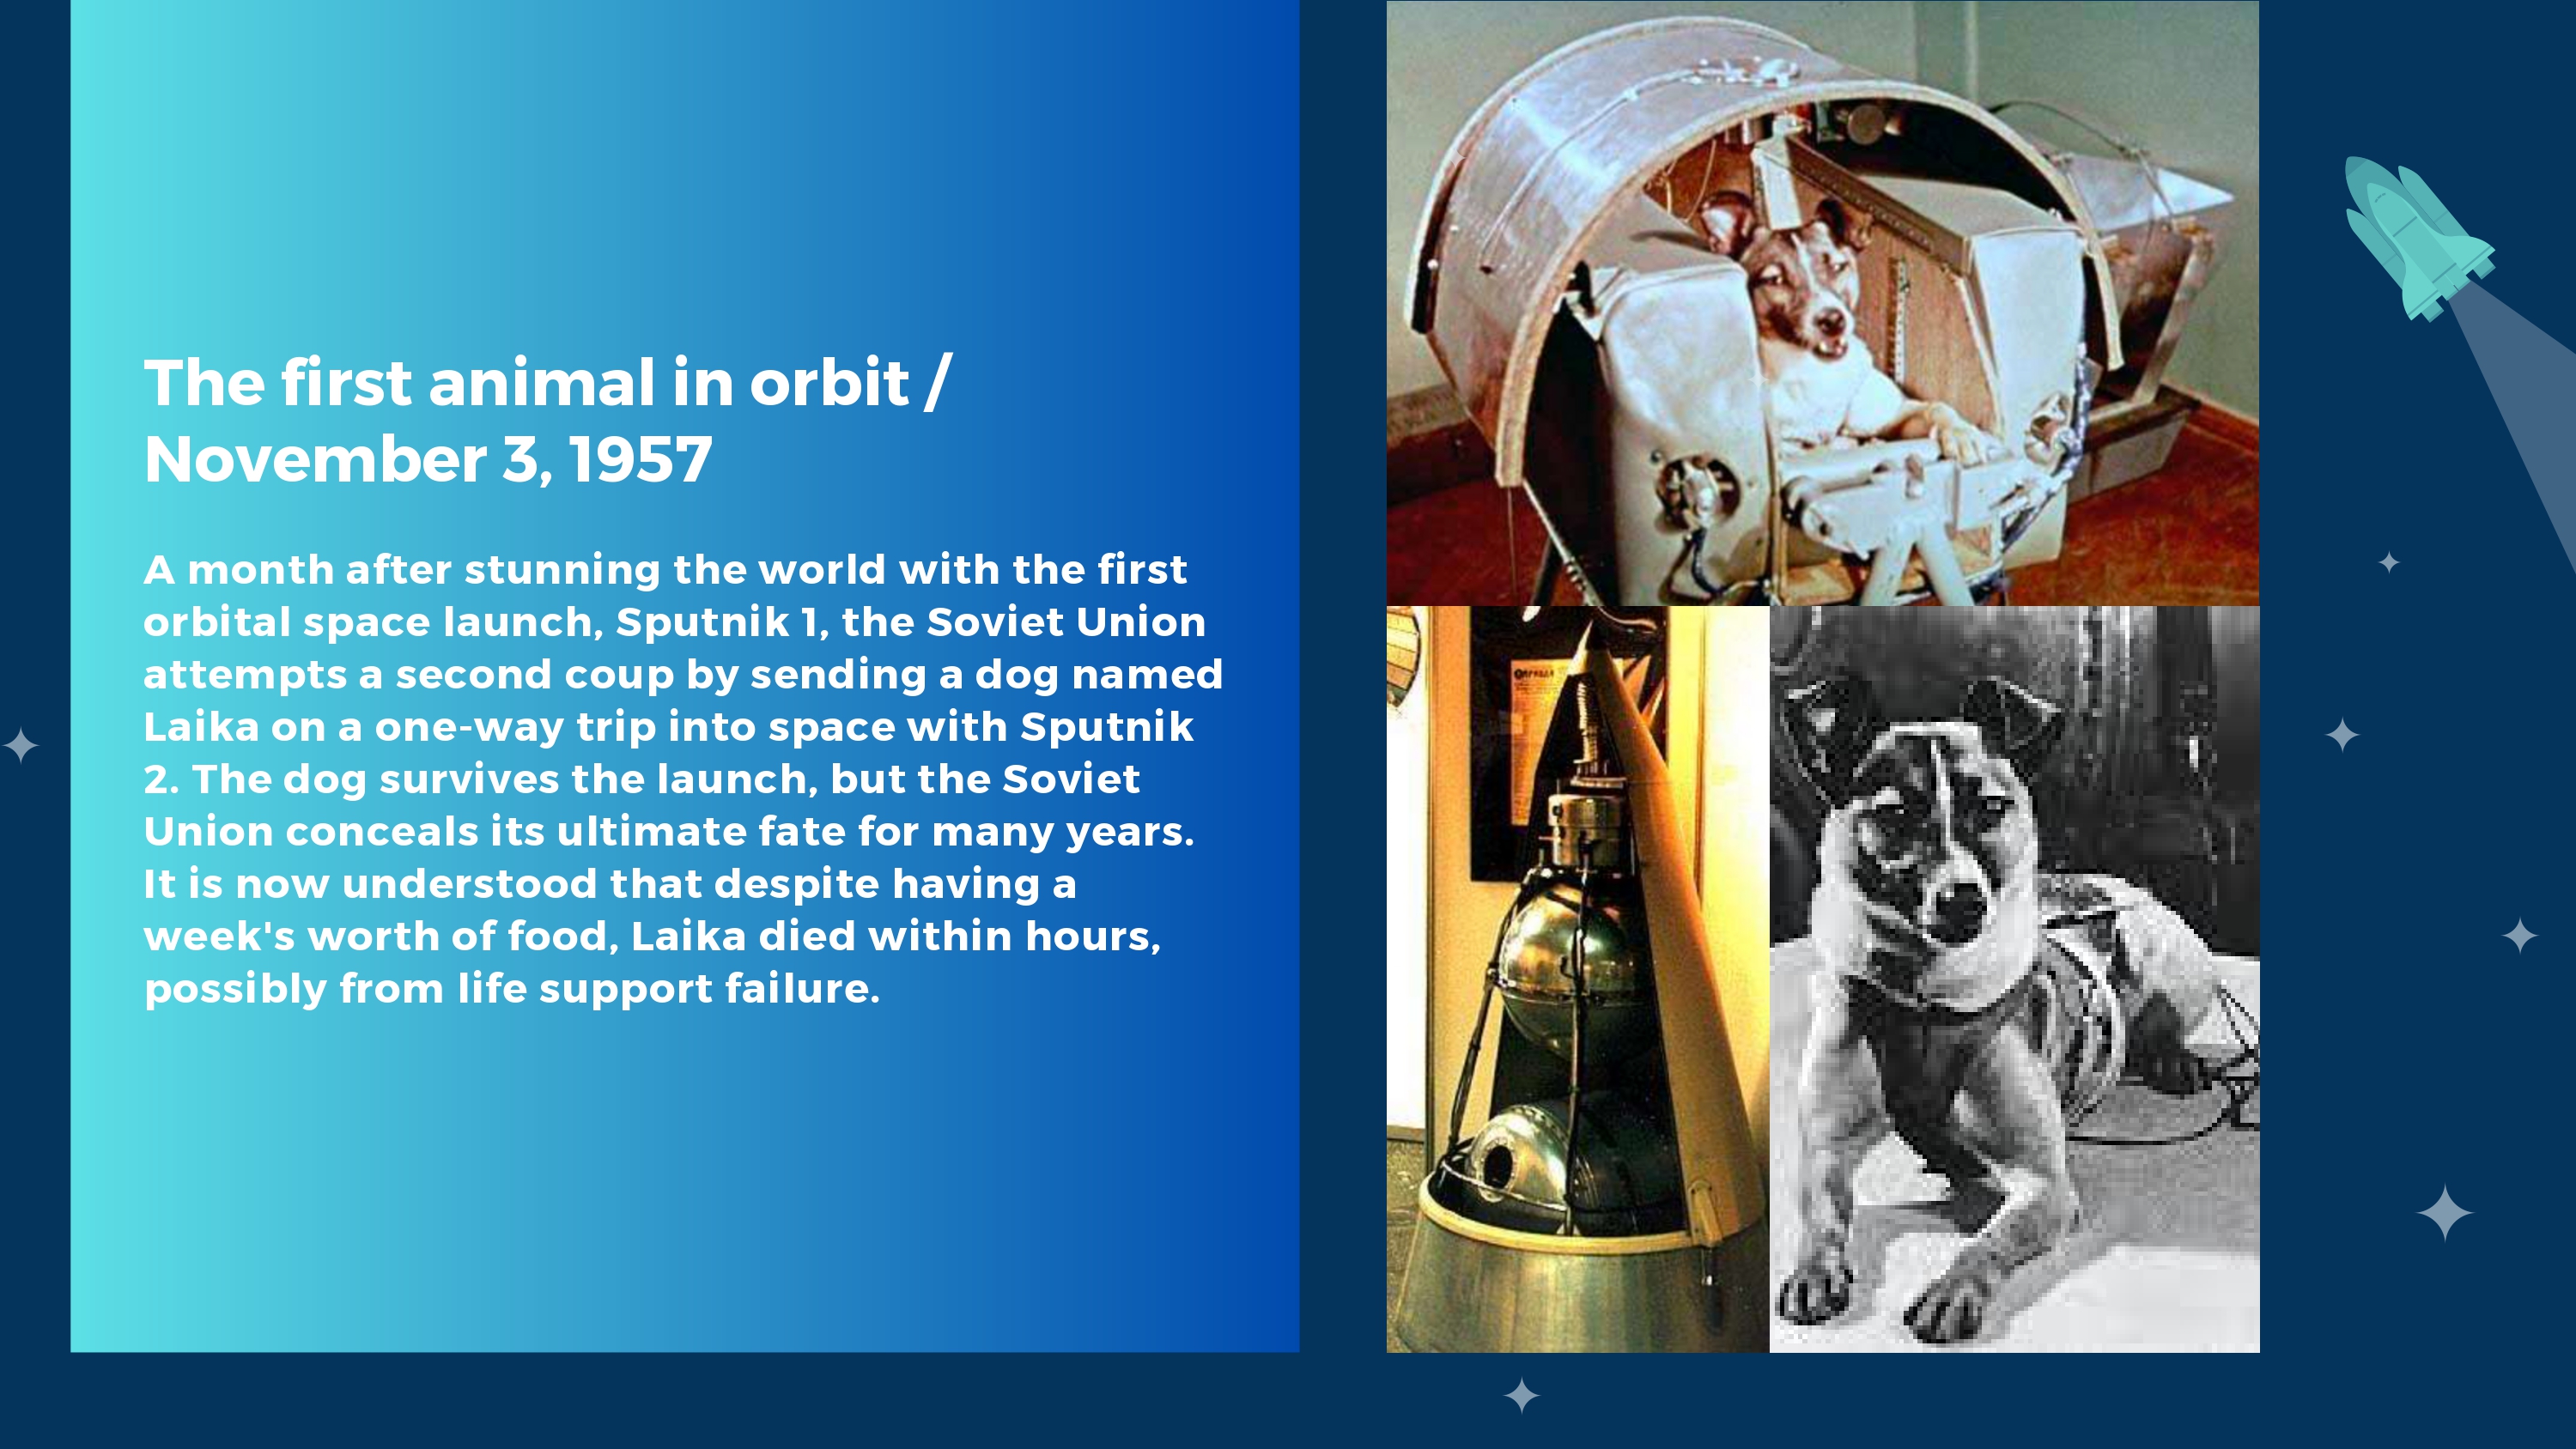 The first animal in orbit /
November 3, 1957
A month after stunning the world with the first
orbital space launch, Sputnik 1, the Soviet Union
attempts a second coup by sending a dog named
Laika on a one-way trip into space with Sputnik
2. The dog survives the launch, but the Soviet
Union conceals its ultimate fate for many years.
It is now understood that despite having a
week's worth of food, Laika died within hours,
possibly from life support failure.